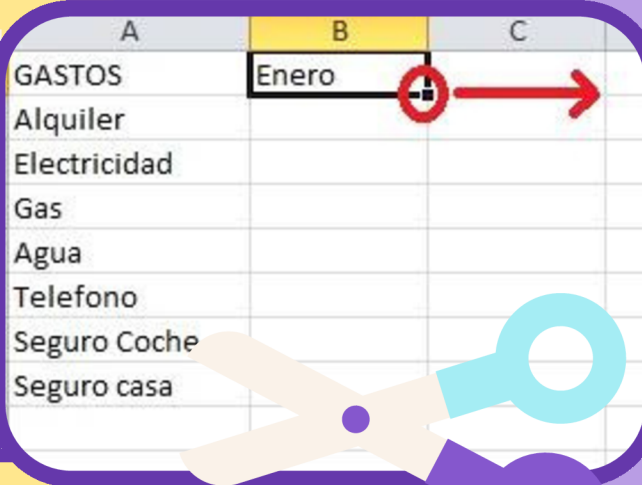 A B C
GASTOS Enero
Alquiler
Electricidad
Gas
Agua
Telefono
Seguro Coche
Seguro casa